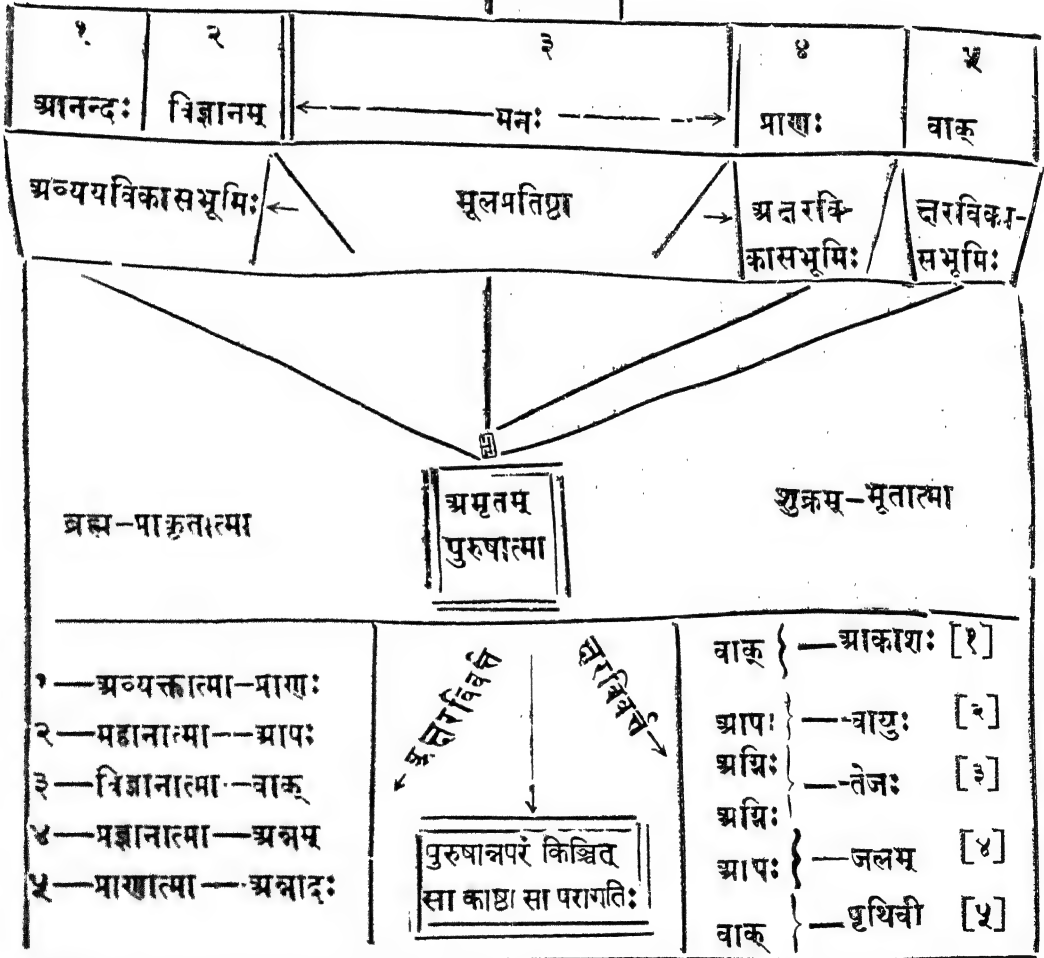 १ २ ३ ४ ५
आनन्दः विज्ञानम् मनः प्राणः वाक्
अव्ययविकासभूमिः मूलप्रतिष्ठा अक्षरवि- क्षरविका-
कासभूमिः सभूमिः
ब्रह्म-प्राकृतात्मा
अमृतम्
पुरुषात्मा
शुक्रम्-भूतात्मा
१—अव्यक्तात्मा-प्राणः
२—महानात्मा--आपः
३—विज्ञानात्मा--वाक्
४—प्रज्ञानात्मा—अन्नम्
५—प्राणात्मा—अन्नादः
अक्षरविवर्त्त
क्षरविवर्त्त
पुरुषान्नपरं किञ्चित्
सा काष्ठा सा परागतिः
वाक् } —आकाशः [१]
आपः } —वायुः [२]
अग्निः } —तेजः [३]
अग्निः
आपः } —जलम् [४]
वाक् } —पृथिवी [५]